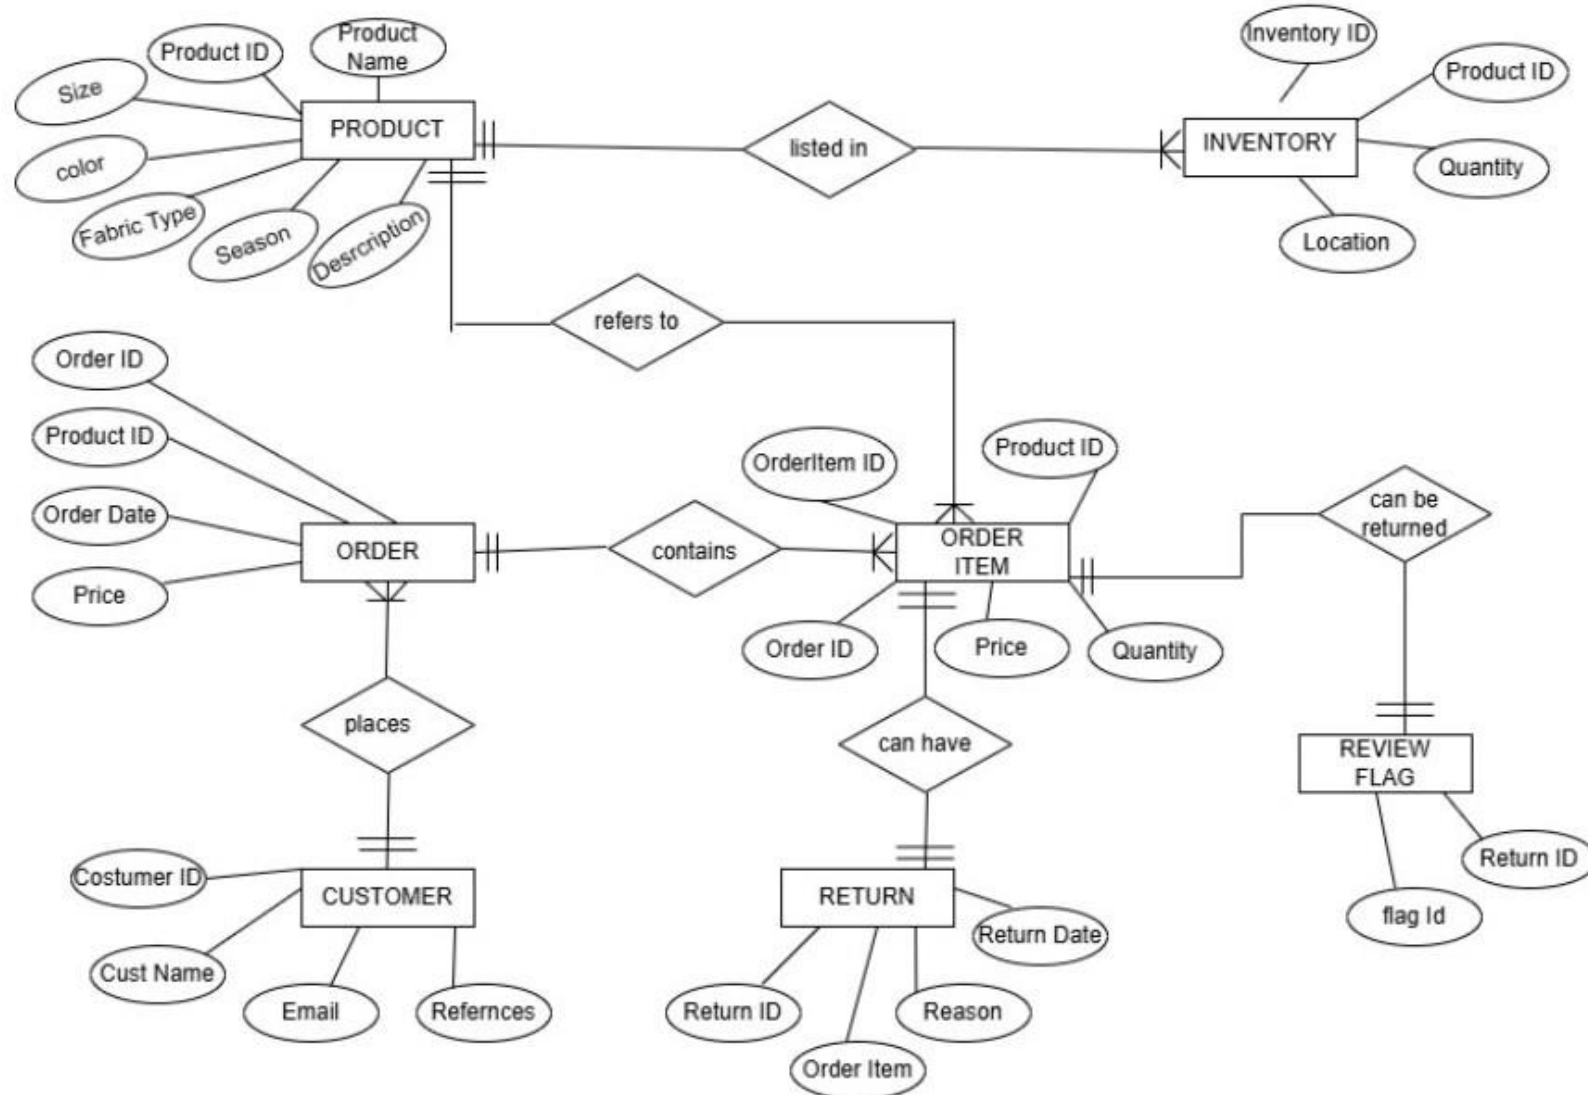 Product ID
Product
Name
Size
PRODUCT
color
Fabric Type
Season
Desrcription
listed in
Inventory ID
Product ID
INVENTORY
Quantity
Location
refers to
Order ID
Product ID
Order Date
Price
ORDER
contains
OrderItem ID
Product ID
ORDER
ITEM
Order ID
Price
Quantity
can be
returned
places
can have
REVIEW
FLAG
Return ID
flag Id
Costumer ID
CUSTOMER
Cust Name
Email
Refernces
RETURN
Return Date
Return ID
Reason
Order Item